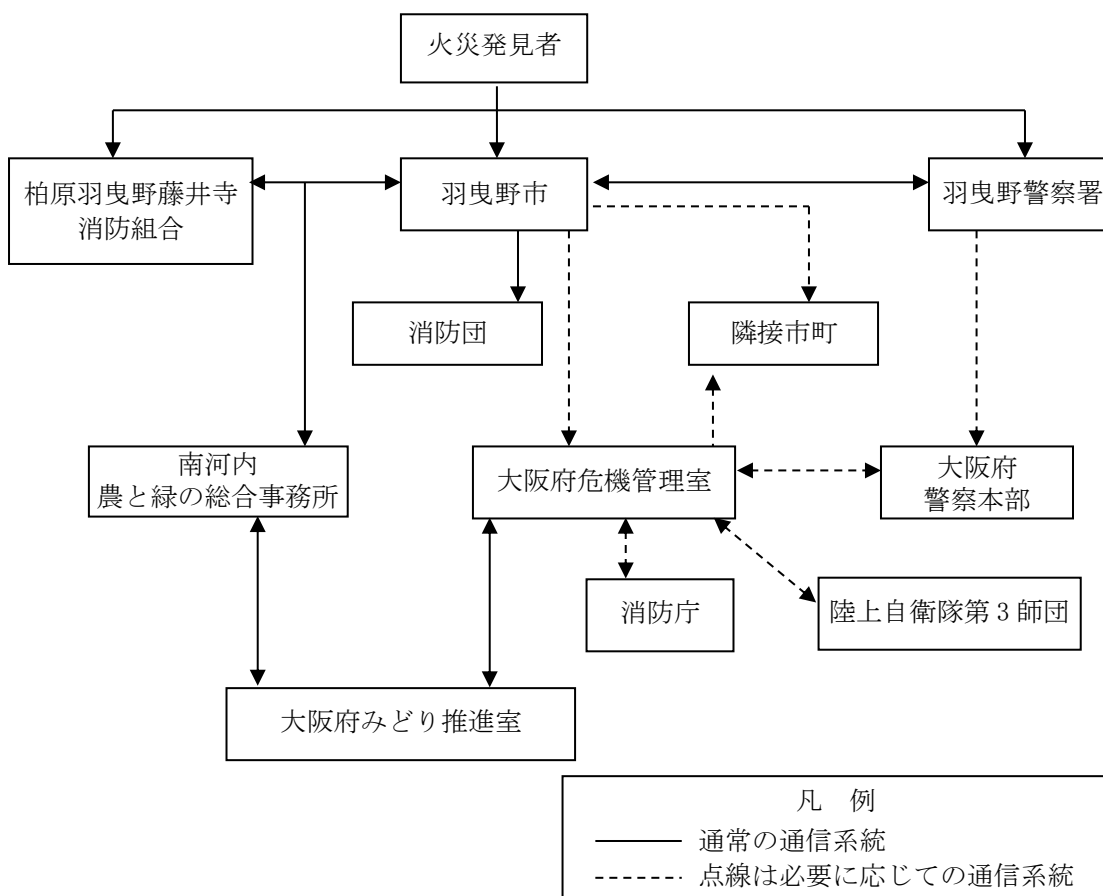 火災発見者
柏原羽曳野藤井寺
消防組合
羽曳野市
羽曳野警察署
消防団
隣接市町
南河内
農と緑の総合事務所
大阪府危機管理室
大阪府
警察本部
消防庁
陸上自衛隊第3師団
大阪府みどり推進室
凡 例
通常の通信系統
点線は必要に応じての通信系統